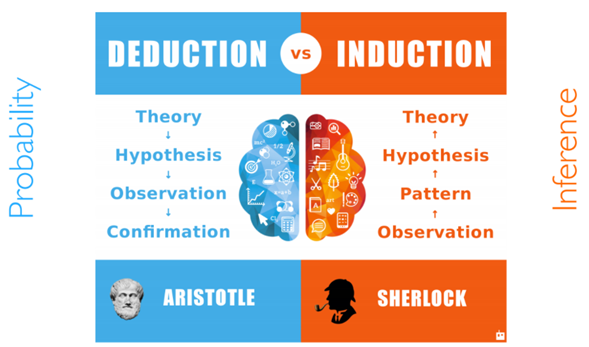 Probability
DEDUCTION vs INDUCTION
Theory
↓
Hypothesis
↓
Observation
↓
Confirmation
Theory
↑
Hypothesis
↑
Pattern
↑
Observation
Inference
ARISTOTLE
SHERLOCK